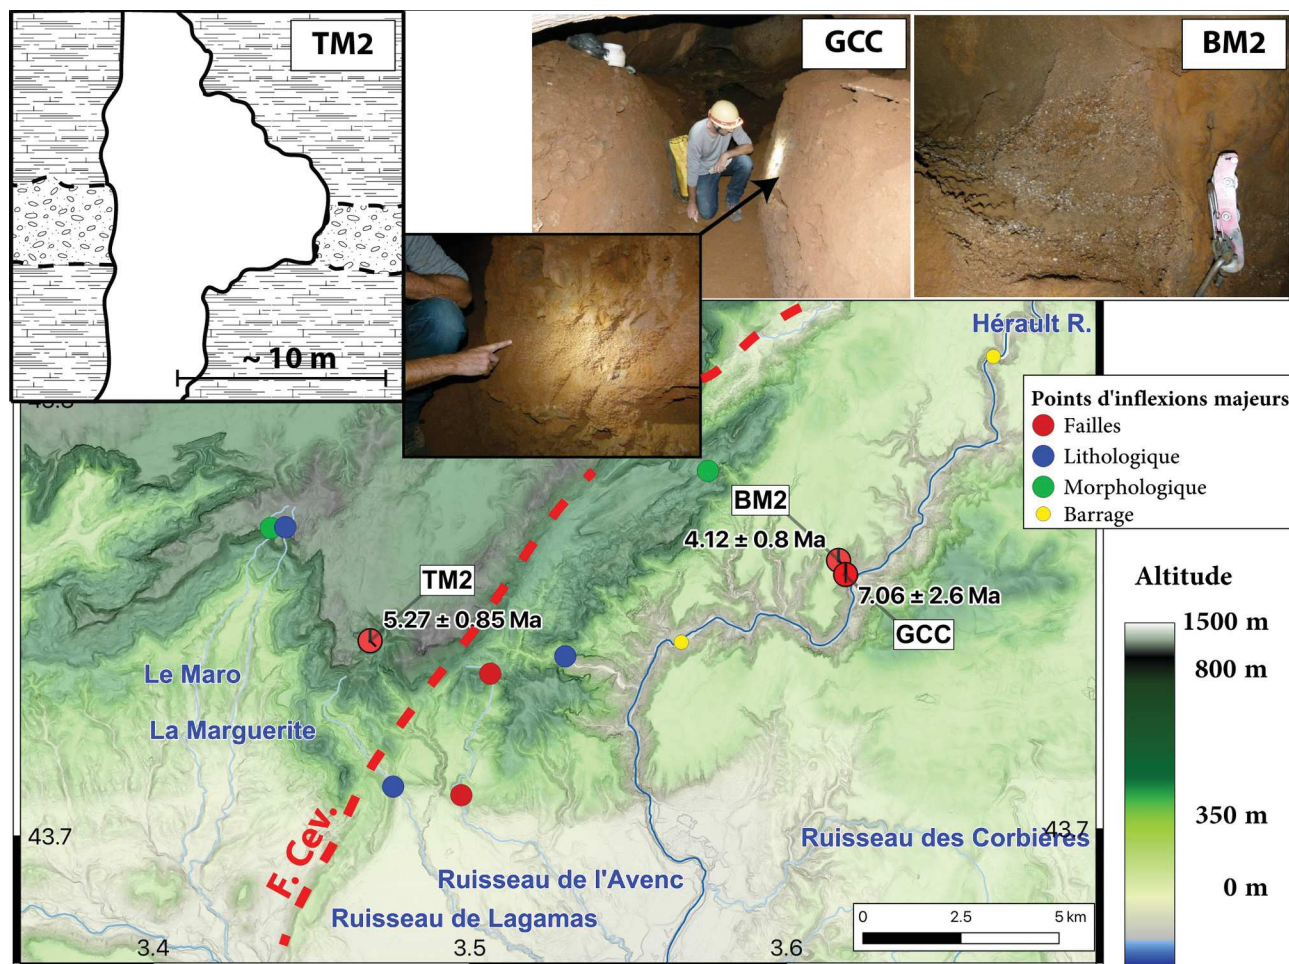 TM2
GCC
BM2
~ 10 m
Hérault R.
Points d'inflexions majeurs
Failles
Lithologique
Morphologique
Barrage
BM2
4.12 ± 0.8 Ma
TM2
5.27 ± 0.85 Ma
7.06 ± 2.6 Ma
GCC
Altitude
1500 m
800 m
350 m
0 m
Le Maro
La Marguerite
F. Cev.
43.7
43.7
Ruisseau des Corbières
Ruisseau de l'Avenc
Ruisseau de Lagamas
0 2.5 5 km
3.4 3.5 3.6